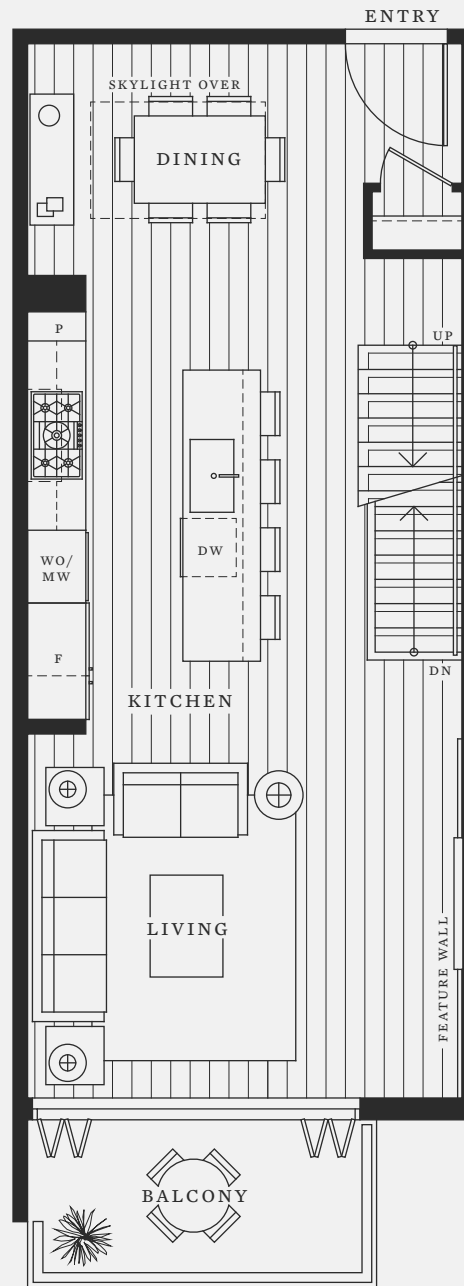 ENTRY
SKYLIGHT OVER
DINING
UP
P
WO/
MW
DW
F
DN
KITCHEN
LIVING
FEATURE WALL
BALCONY